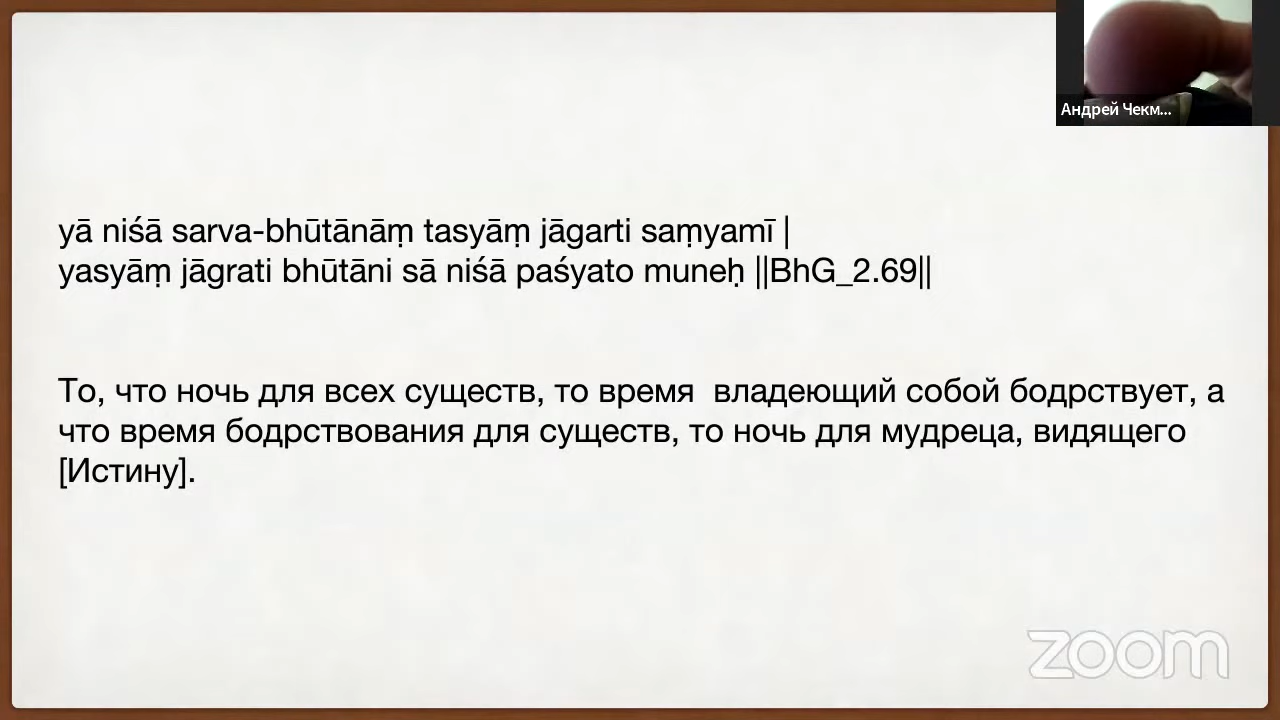 Андрей Чекм...
yā niśā sarva-bhūtānāṃ tasyāṃ jāgarti saṃyamī |
yasyāṃ jāgrati bhūtāni sā niśā paśyato muneḥ ||BhG_2.69||
То, что ночь для всех существ, то время  владеющий собой бодрствует, а
что время бодрствования для существ, то ночь для мудреца, видящего
[Истину].
zoom